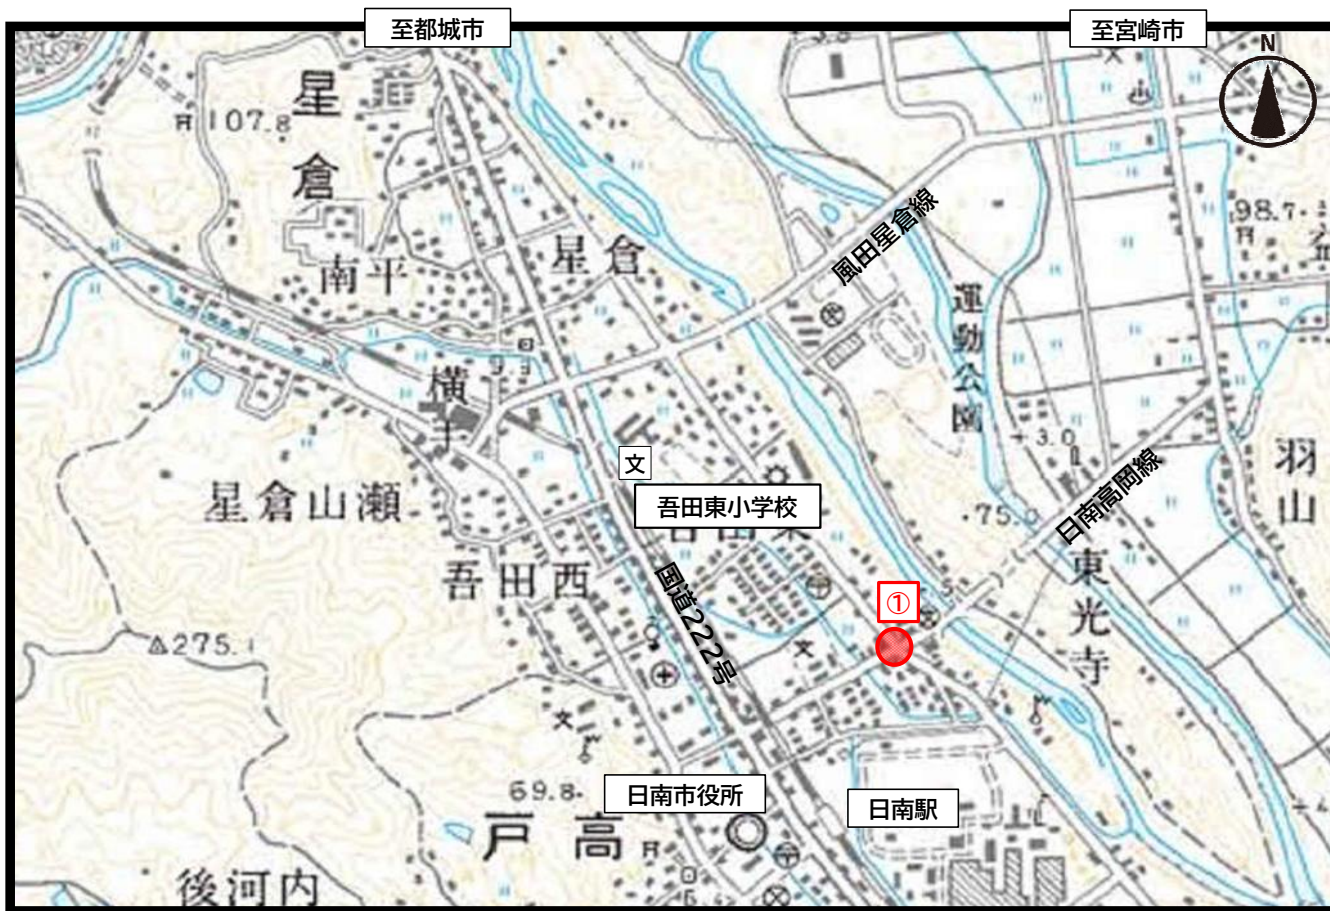 至都城市
至宮崎市
N
星倉
107.8
98.7
風田星倉線
星倉
南平
運動公園
横丁
3.0
日南高岡線
文
羽山
星倉山瀬
吾田東小学校
75.0
吾田西
国道222号
①
東光寺
275.1
69.8
日南市役所
日南駅
戸高
後河内